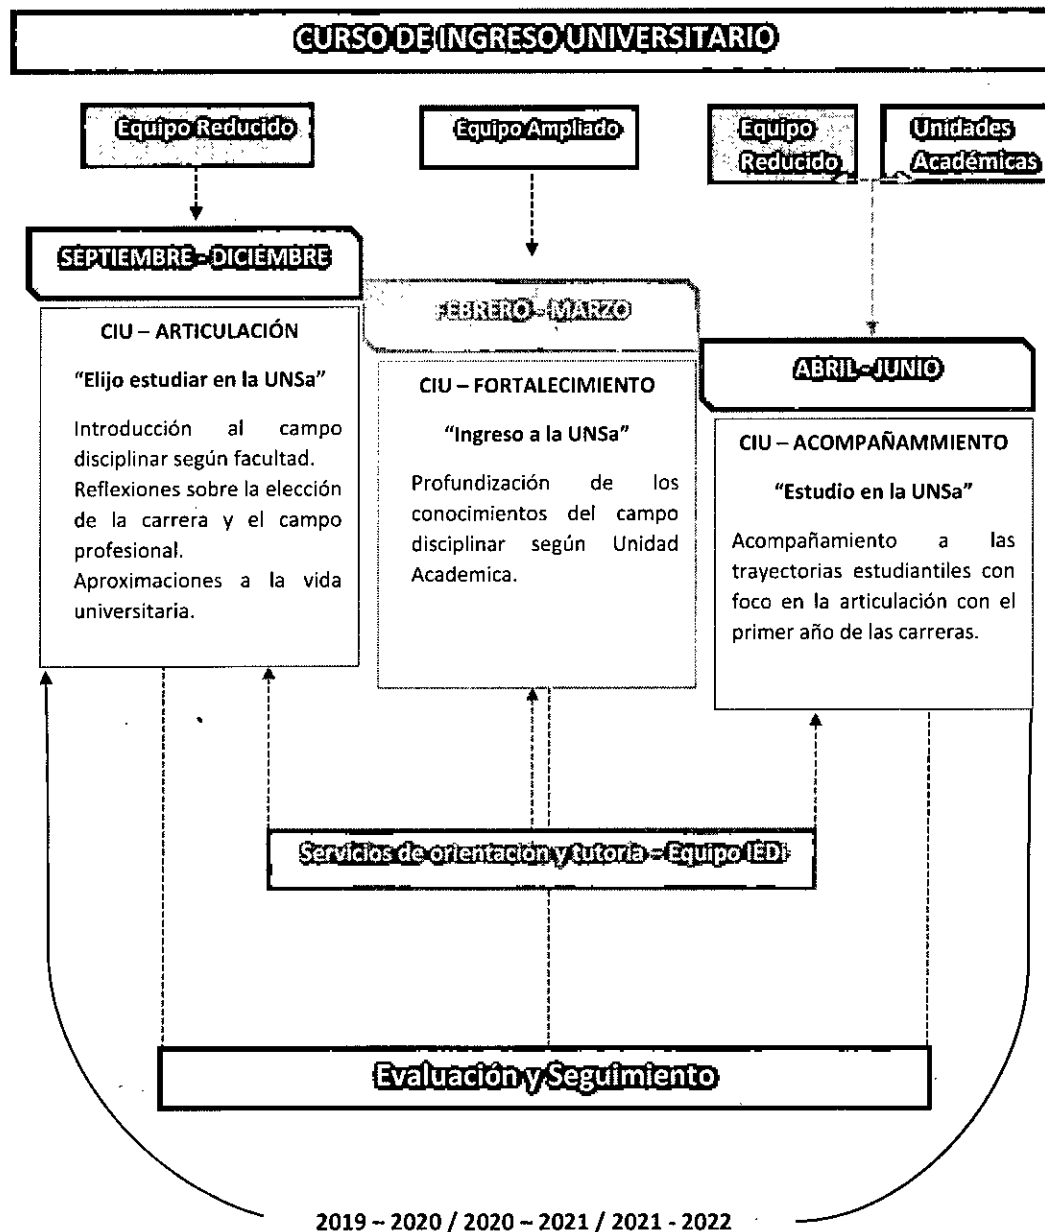 CURSO DE INGRESO UNIVERSITARIO
Equipo Reducido
Equipo Ampliado
Equipo
Reducido
Unidades
Académicas
SEPTIEMBRE - DICIEMBRE
CIU – ARTICULACIÓN
“Elijo estudiar en la UNSa”
Introducción al campo
disciplinar según facultad.
Reflexiones sobre la elección
de la carrera y el campo
profesional.
Aproximaciones a la vida
universitaria.
FEBRERO - MARZO
CIU – FORTALECIMIENTO
“Ingreso a la UNSa”
Profundización de los
conocimientos del campo
disciplinar según Unidad
Academica.
ABRIL - JUNIO
CIU – ACOMPAÑAMMIENTO
“Estudio en la UNSa”
Acompañamiento a las
trayectorias estudiantiles con
foco en la articulación con el
primer año de las carreras.
Servicios de orientación y tutoría – Equipo IEDi
Evaluación y Seguimiento
2019 – 2020 / 2020 – 2021 / 2021 - 2022